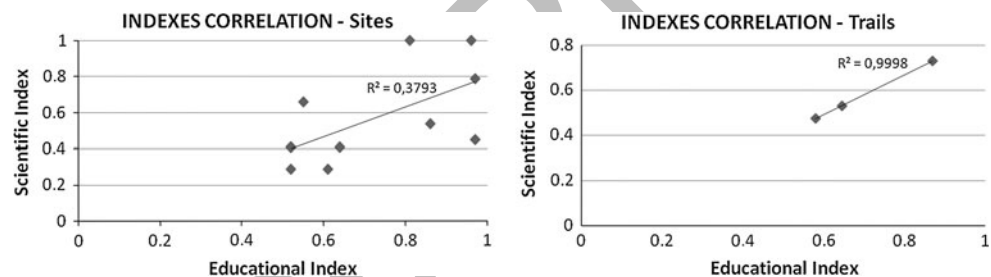 INDEXES CORRELATION - Sites
Scientific Index
1
0.8
0.6
0.4
0.2
0
R² = 0,3793
0 0.2 0.4 0.6 0.8 1
Educational Index
INDEXES CORRELATION - Trails
Scientific Index
0.8
0.6
0.4
0.2
0
R² = 0,9998
0 0.2 0.4 0.6 0.8 1
Educational Index